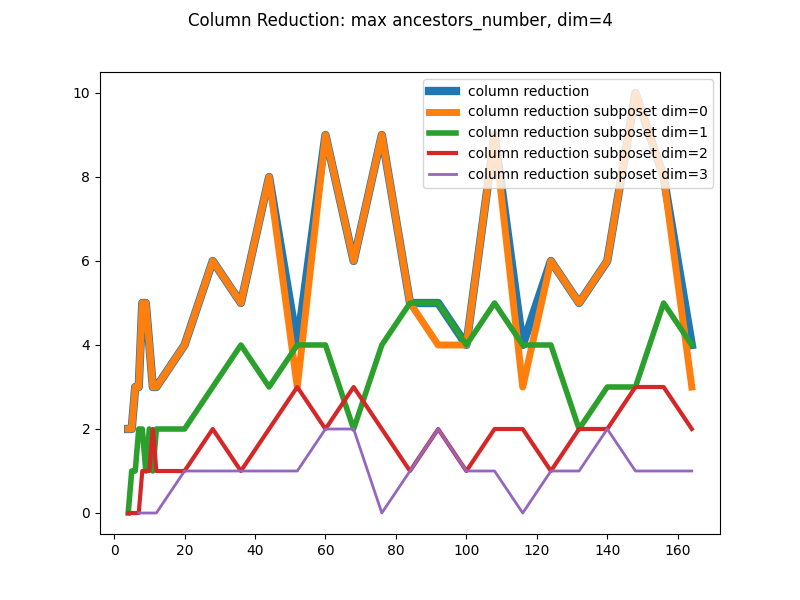 Column Reduction: max ancestors_number, dim=4
column reduction
column reduction subposet dim=0
column reduction subposet dim=1
column reduction subposet dim=2
column reduction subposet dim=3
10
8
6
4
2
0
0 20 40 60 80 100 120 140 160